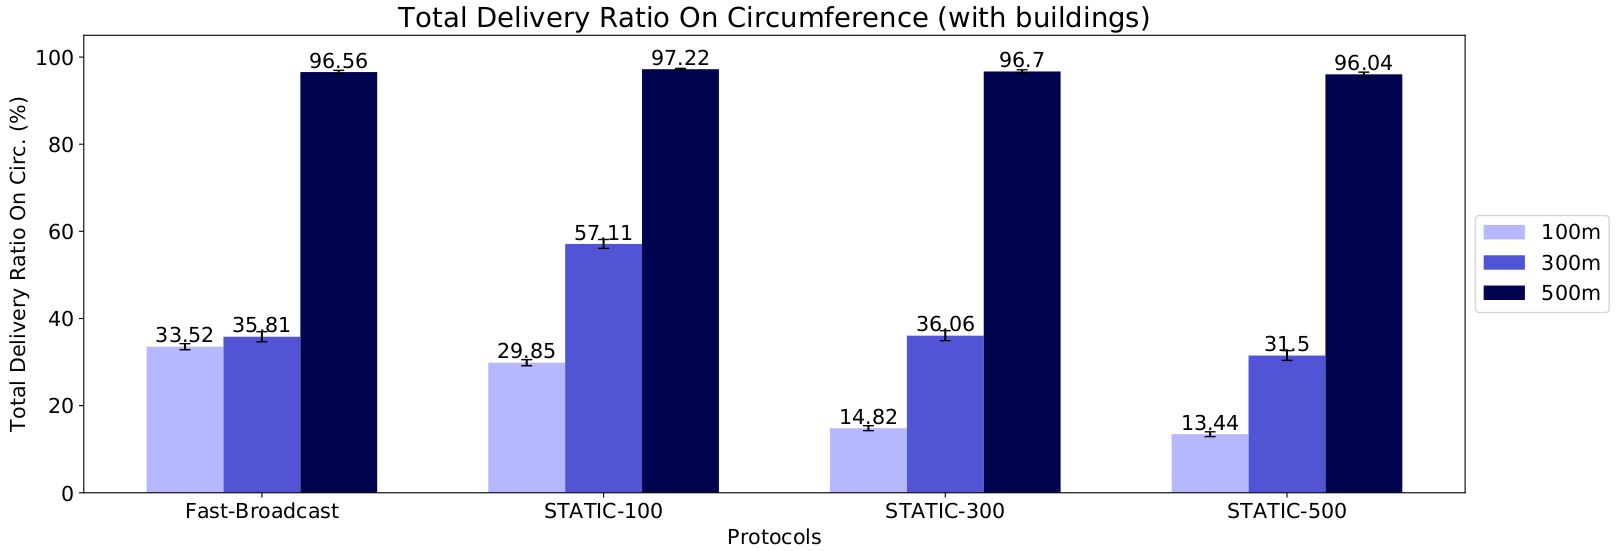 Total Delivery Ratio On Circumference (with buildings)
Total Delivery Ratio On Circ. (%)
100
80
60
40
20
0
33.52
35.81
96.56
29.85
57.11
97.22
14.82
36.06
96.7
13.44
31.5
96.04
Fast-Broadcast
STATIC-100
STATIC-300
STATIC-500
Protocols
100m
300m
500m